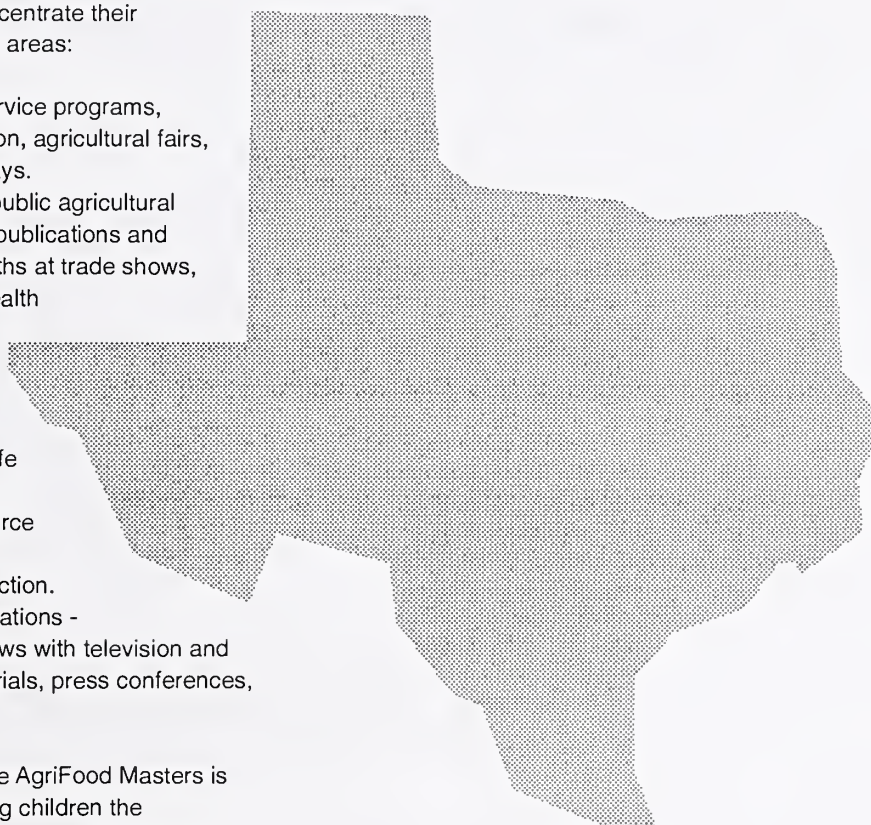 centrate their
areas:
rvice programs,
on, agricultural fairs,
ys.
public agricultural
publications and
ths at trade shows,
alth
fe
rce
ction.
ations -
ws with television and
rials, press conferences,
e AgriFood Masters is
g children the